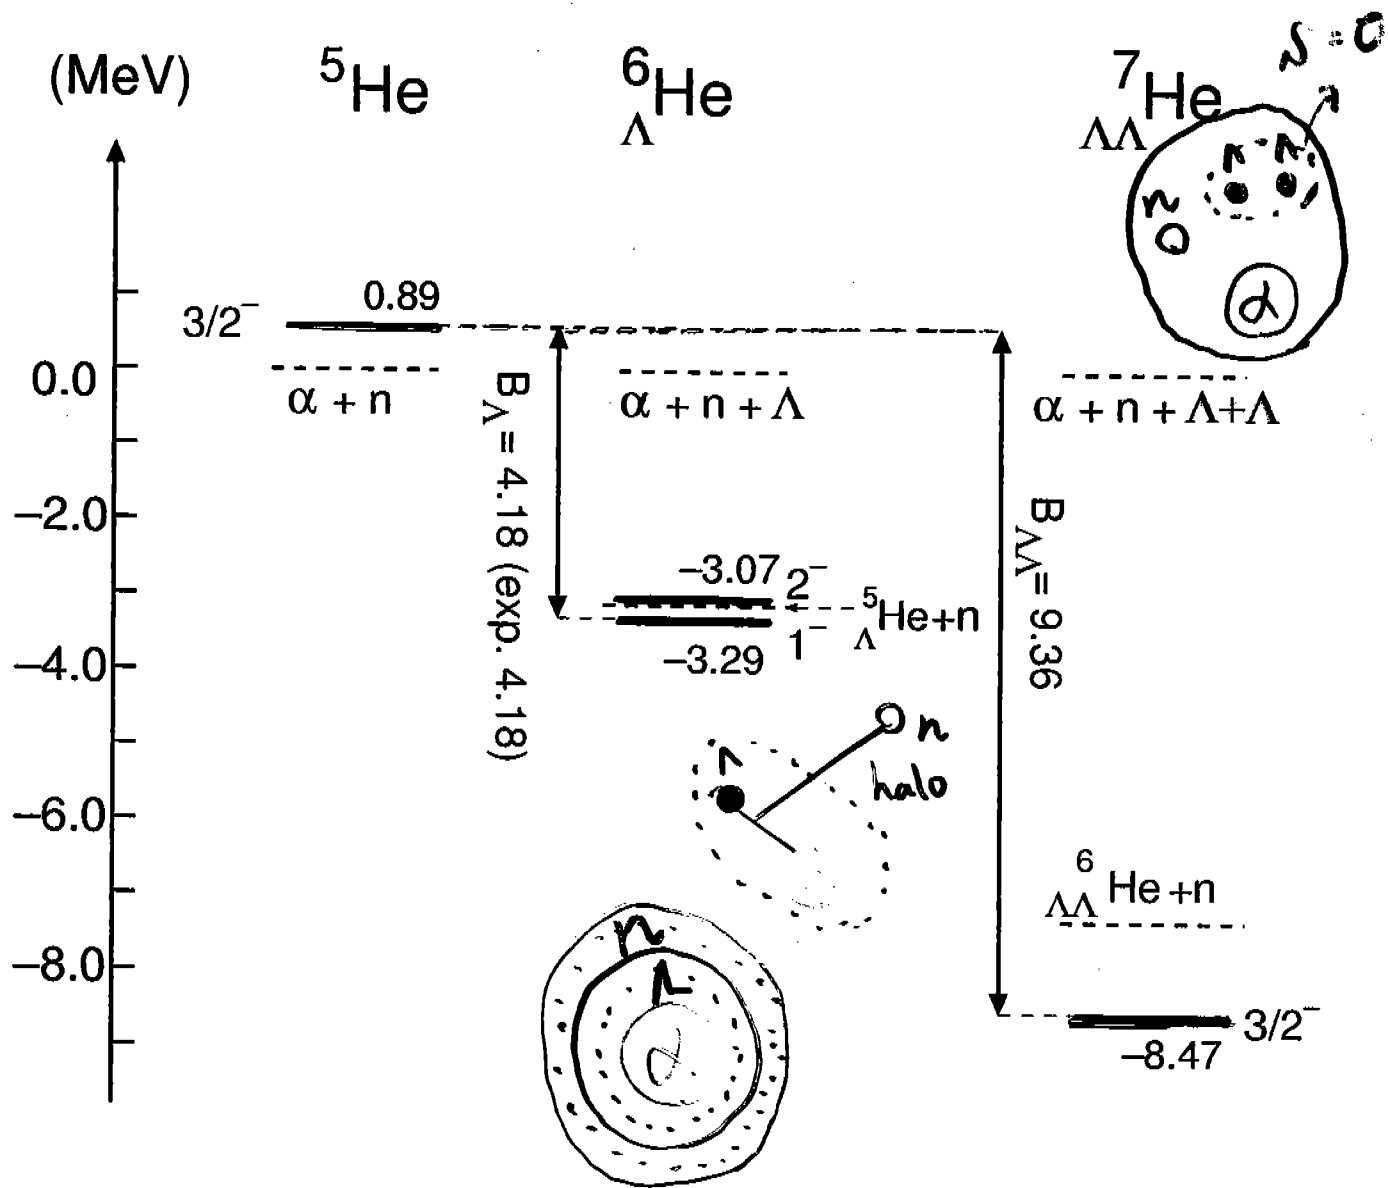 (MeV)
⁵He
⁶ΛHe
⁷ΛΛHe
S=0
Λ Λ
n
α
3/2⁻
0.89
0.0
α + n
α + n + Λ
α + n + Λ+Λ
−2.0
−4.0
−6.0
−8.0
BΛ = 4.18 (exp. 4.18)
−3.07 2⁻
⁵ΛHe+n
1⁻
−3.29
BΛΛ = 9.36
n
Λ
halo
⁶ΛΛHe+n
n
Λ
α
3/2⁻
−8.47